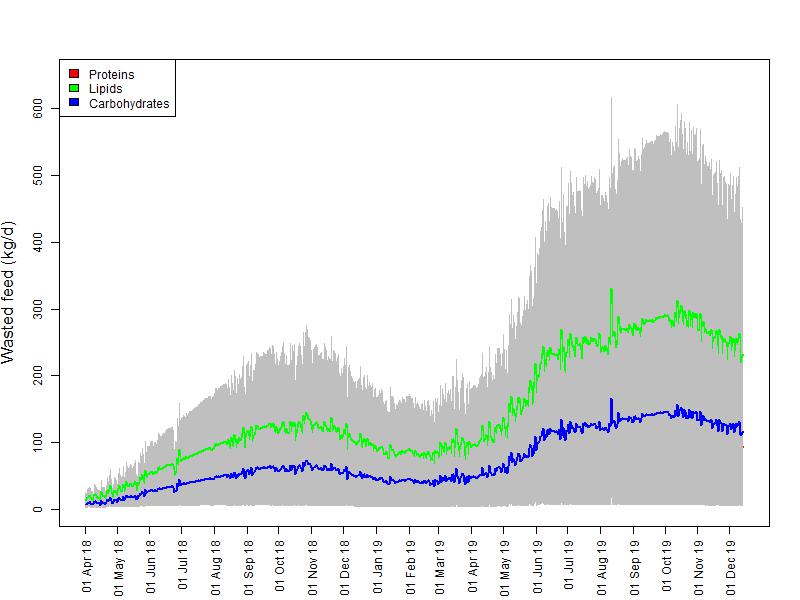 Proteins
Lipids
Carbohydrates
Wasted feed (kg/d)
600
500
400
300
200
100
0
01 Apr 18
01 May 18
01 Jun 18
01 Jul 18
01 Aug 18
01 Sep 18
01 Oct 18
01 Nov 18
01 Dec 18
01 Jan 19
01 Feb 19
01 Mar 19
01 Apr 19
01 May 19
01 Jun 19
01 Jul 19
01 Aug 19
01 Sep 19
01 Oct 19
01 Nov 19
01 Dec 19